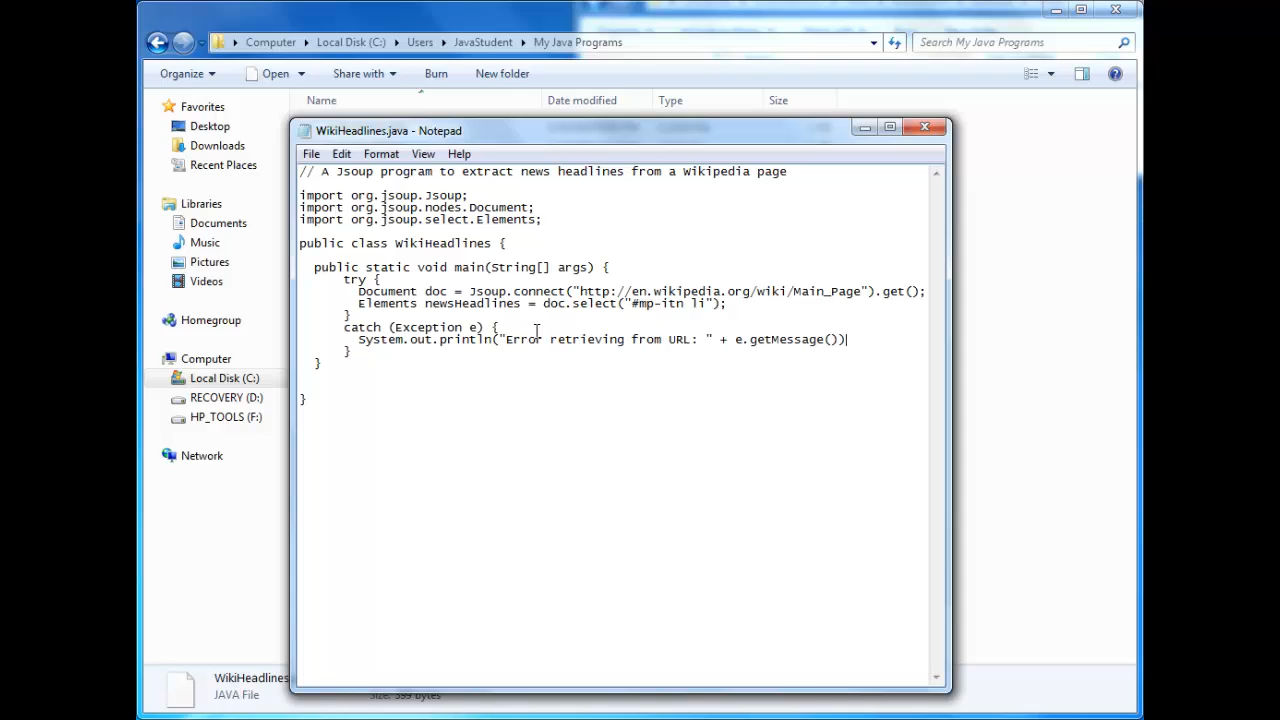 Computer
Local Disk (C:)
Users
JavaStudent
My Java Programs
Search My Java Programs
Organize
Open
Share with
Burn
New folder
Name
Date modified
Type
Size
Favorites
Desktop
Downloads
Recent Places
Libraries
Documents
Music
Pictures
Videos
Homegroup
Computer
Local Disk (C:)
RECOVERY (D:)
HP_TOOLS (F:)
Network
WikiHeadlines.java - Notepad
File Edit Format View Help
// A Jsoup program to extract news headlines from a Wikipedia page
import org.jsoup.Jsoup;
import org.jsoup.nodes.Document;
import org.jsoup.select.Elements;
public class WikiHeadlines {
public static void main(String[] args) {
try {
Document doc = Jsoup.connect("http://en.wikipedia.org/wiki/Main_Page").get();
Elements newsHeadlines = doc.select("#mp-itn li");
}
catch (Exception e) {
System.out.println("Error retrieving from URL: " + e.getMessage())
}
}
}
WikiHeadlines
JAVA File